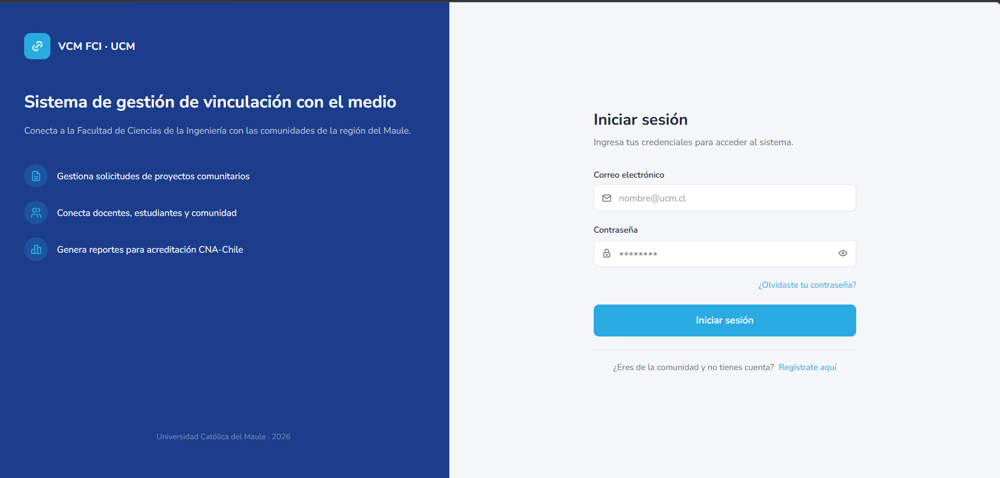 VCM FCI · UCM
Sistema de gestión de vinculación con el medio
Conecta a la Facultad de Ciencias de la Ingeniería con las comunidades de la región del Maule.
Gestiona solicitudes de proyectos comunitarios
Conecta docentes, estudiantes y comunidad
Genera reportes para acreditación CNA-Chile
Universidad Católica del Maule · 2026
Iniciar sesión
Ingresa tus credenciales para acceder al sistema.
Correo electrónico
nombre@ucm.cl
Contraseña
••••••••
¿Olvidaste tu contraseña?
Iniciar sesión
¿Eres de la comunidad y no tienes cuenta? Regístrate aquí